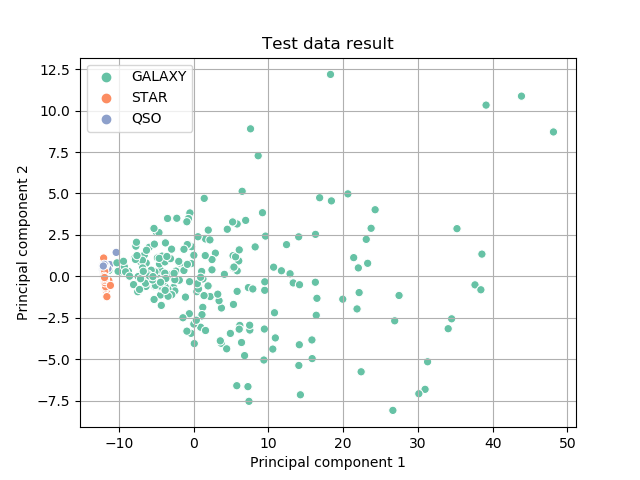 Test data result
GALAXY
STAR
QSO
12.5
10.0
7.5
5.0
2.5
0.0
−2.5
−5.0
−7.5
Principal component 2
−10 0 10 20 30 40 50
Principal component 1